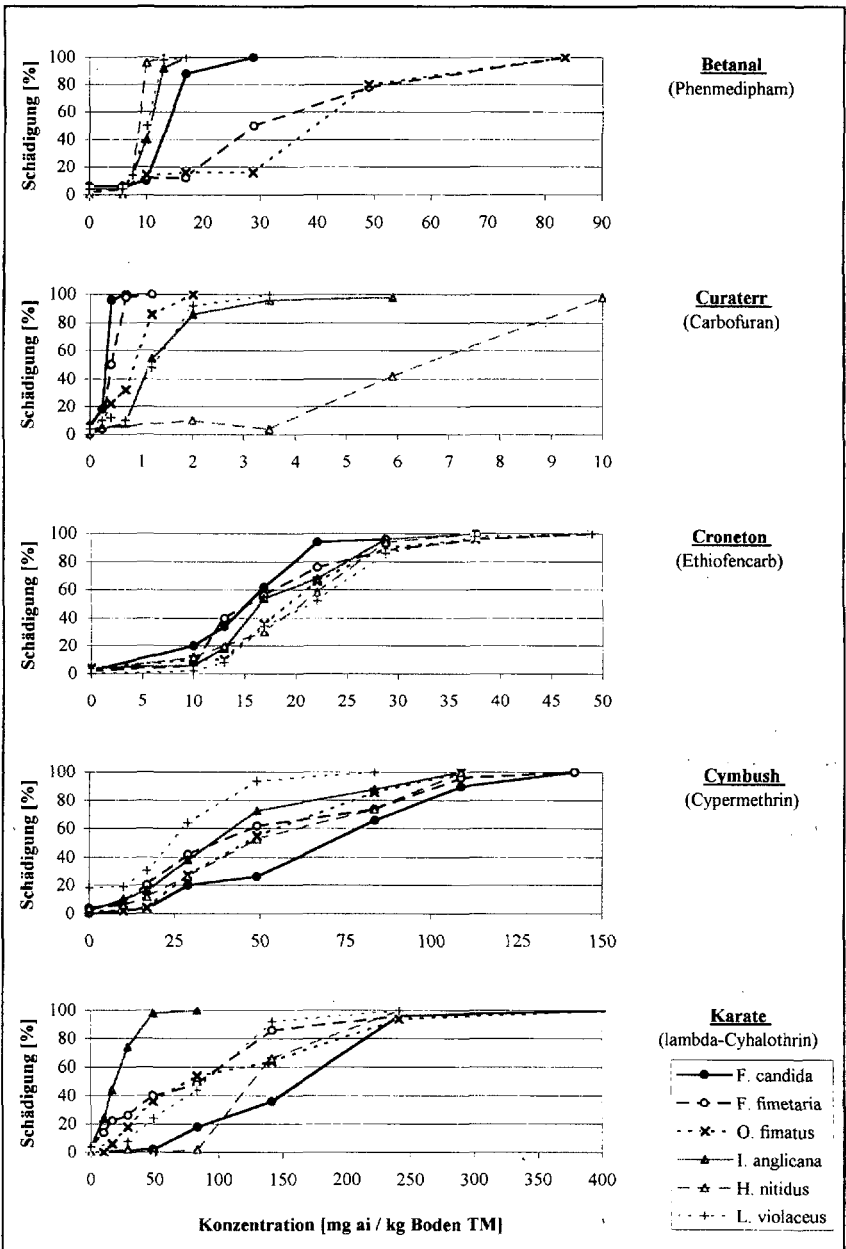 Schädigung [%]
100
80
60
40
20
0
0 10 20 30 40 50 60 70 80 90
Betanal
(Phenmedipham)
Schädigung [%]
100
80
60
40
20
0
0 1 2 3 4 5 6 7 8 9 10
Curaterr
(Carbofuran)
Schädigung [%]
100
80
60
40
20
0
0 5 10 15 20 25 30 35 40 45 50
Croneton
(Ethiofencarb)
Schädigung [%]
100
80
60
40
20
0
0 25 50 75 100 125 150
Cymbush
(Cypermethrin)
Schädigung [%]
100
80
60
40
20
0
0 50 100 150 200 250 300 350 400
Konzentration [mg ai / kg Boden TM]
Karate
(lambda-Cyhalothrin)
F. candida
F. fimetaria
O. fimatus
I. anglicana
H. nitidus
L. violaceus